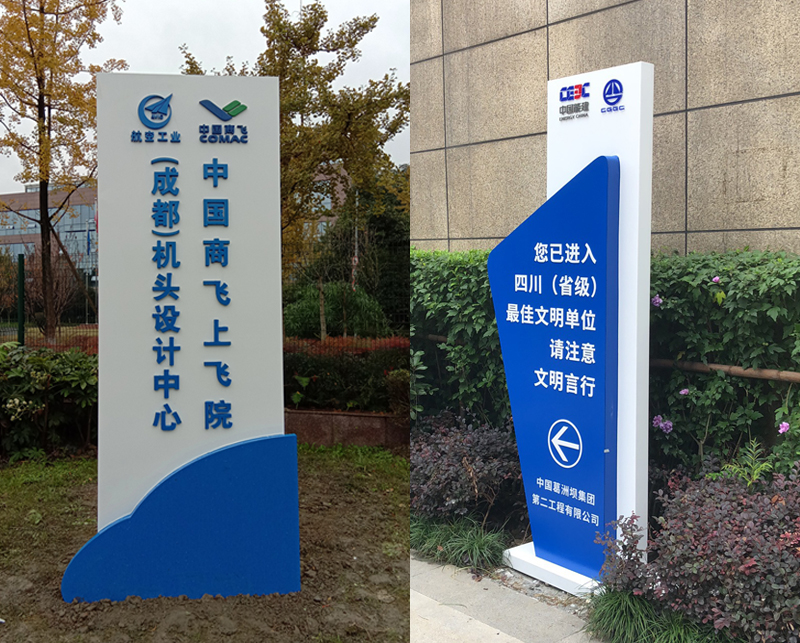 航空工业
中国商飞
COMAC
中国商飞上飞院
(成都)机头设计中心
CEEC
中国能建
ENERGY CHINA
CGGC
您已进入
四川（省级）
最佳文明单位
请注意
文明言行
中国葛洲坝集团
第二工程有限公司